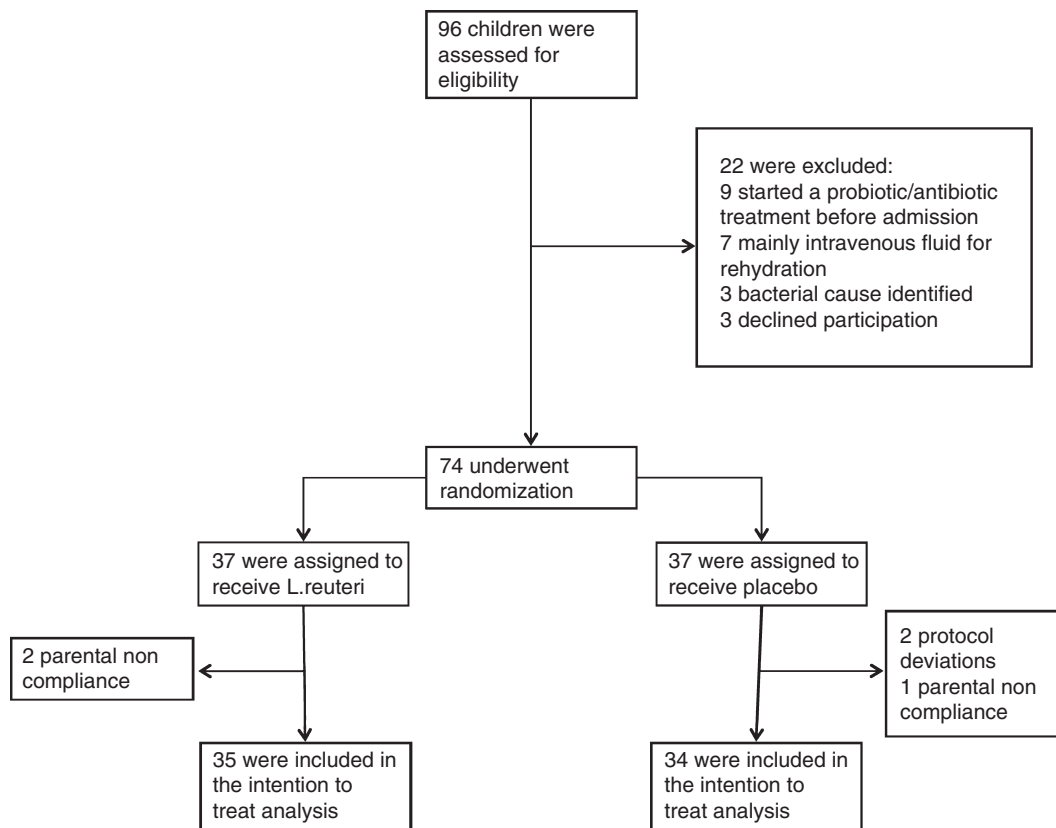 96 children were
assessed for
eligibility
22 were excluded:
9 started a probiotic/antibiotic
treatment before admission
7 mainly intravenous fluid for
rehydration
3 bacterial cause identified
3 declined participation
74 underwent
randomization
37 were assigned to
receive L.reuteri
37 were assigned to
receive placebo
2 parental non
compliance
2 protocol
deviations
1 parental non
compliance
35 were included in
the intention to
treat analysis
34 were included in
the intention to
treat analysis